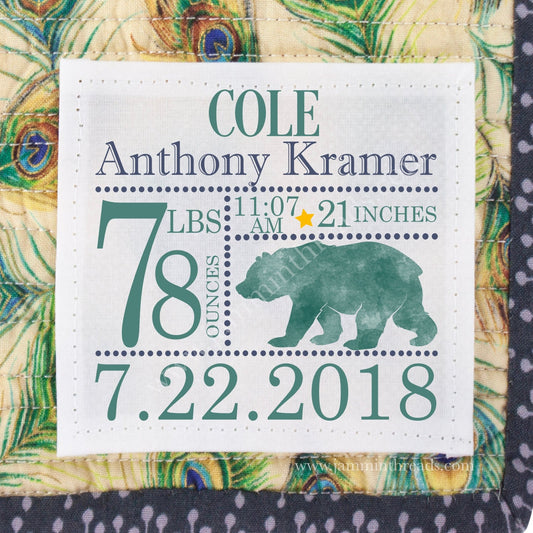 COLE
Anthony Kramer
7 LBS
8 OUNCES
11:07 AM
21 INCHES
7.22.2018
www.jamminthreads.com